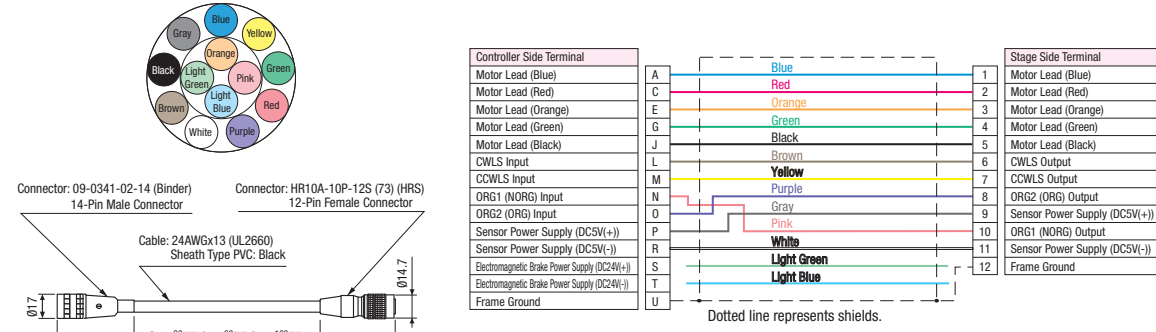 Blue
Gray
Yellow
Orange
Black
Light
Green
Pink
Green
Light
Blue
Brown
Red
White
Purple
Connector: 09-0341-02-14 (Binder)
14-Pin Male Connector
Connector: HR10A-10P-12S (73) (HRS)
12-Pin Female Connector
Cable: 24AWGx13 (UL2660)
Sheath Type PVC: Black
Ø17
Ø14.7
Controller Side Terminal
Motor Lead (Blue) A Blue 1 Motor Lead (Blue)
Motor Lead (Red) C Red 2 Motor Lead (Red)
Motor Lead (Orange) E Orange 3 Motor Lead (Orange)
Motor Lead (Green) G Green 4 Motor Lead (Green)
Motor Lead (Black) J Black 5 Motor Lead (Black)
CWLS Input L Brown 6 CWLS Output
CCWLS Input M Yellow 7 CCWLS Output
ORG1 (NORG) Input N Purple 8 ORG2 (ORG) Output
ORG2 (ORG) Input O Gray 9 Sensor Power Supply (DC5V(+))
Sensor Power Supply (DC5V(+)) P Pink 10 ORG1 (NORG) Output
Sensor Power Supply (DC5V(-)) R White 11 Sensor Power Supply (DC5V(-))
Electromagnetic Brake Power Supply (DC24V(+)) S Light Green 12 Frame Ground
Electromagnetic Brake Power Supply (DC24V(-)) T Light Blue
Frame Ground U
Stage Side Terminal
Dotted line represents shields.